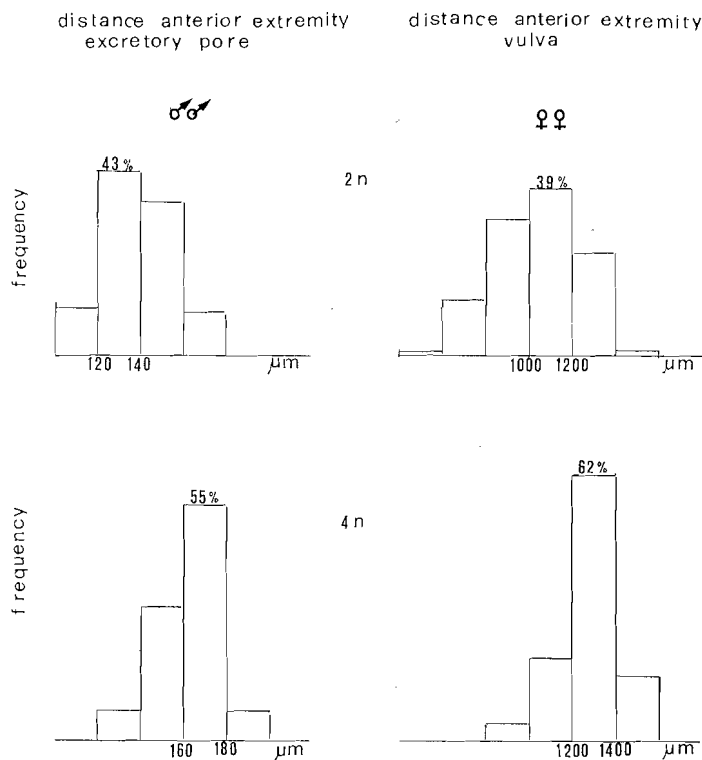 distance anterior extremity
excretory pore
distance anterior extremity
vulva
♂♂
♀♀
2n
frequency
43%
120 140 μm
39%
1000 1200 μm
4n
frequency
55%
160 180 μm
62%
1200 1400 μm